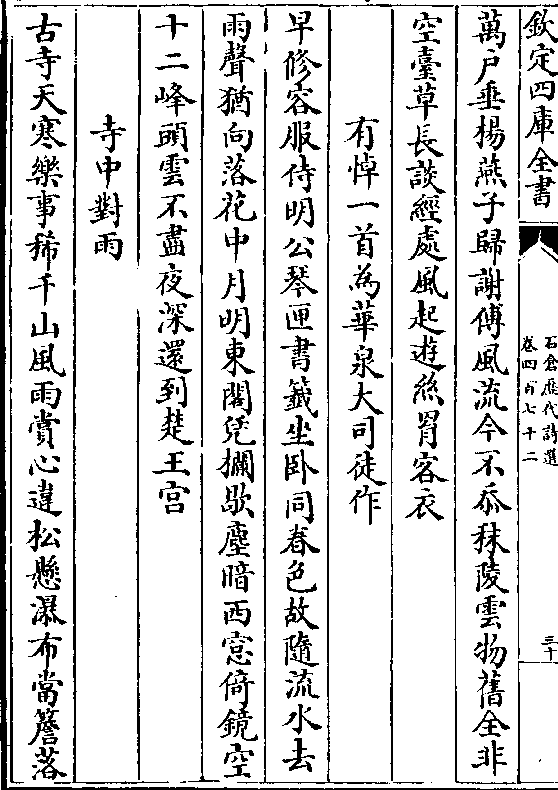 欽定四庫全書
石倉歷代詩選
卷四百七十二
三十
萬戸垂楊燕子歸謝傅風流今不忝秣陵雲物舊全非
空臺草長談經處風起遊絲罥客衣
有悼一首為華泉大司徒作
早修容服侍明公琴匣書籤坐卧同春色故隨流水去
雨聲猶向落花中月明東閣凭攔歇塵暗西窓倚鏡空
十二峰頭雲不盡夜深還到楚王宫
寺中對雨
古寺天寒樂事稀千山風雨賞心違松懸瀑布當簷落